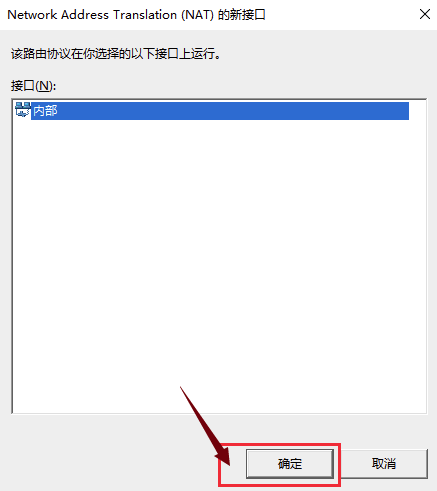 Network Address Translation (NAT) 的新接口
该路由协议在你选择的以下接口上运行。
接口(N):
内部
确定
取消